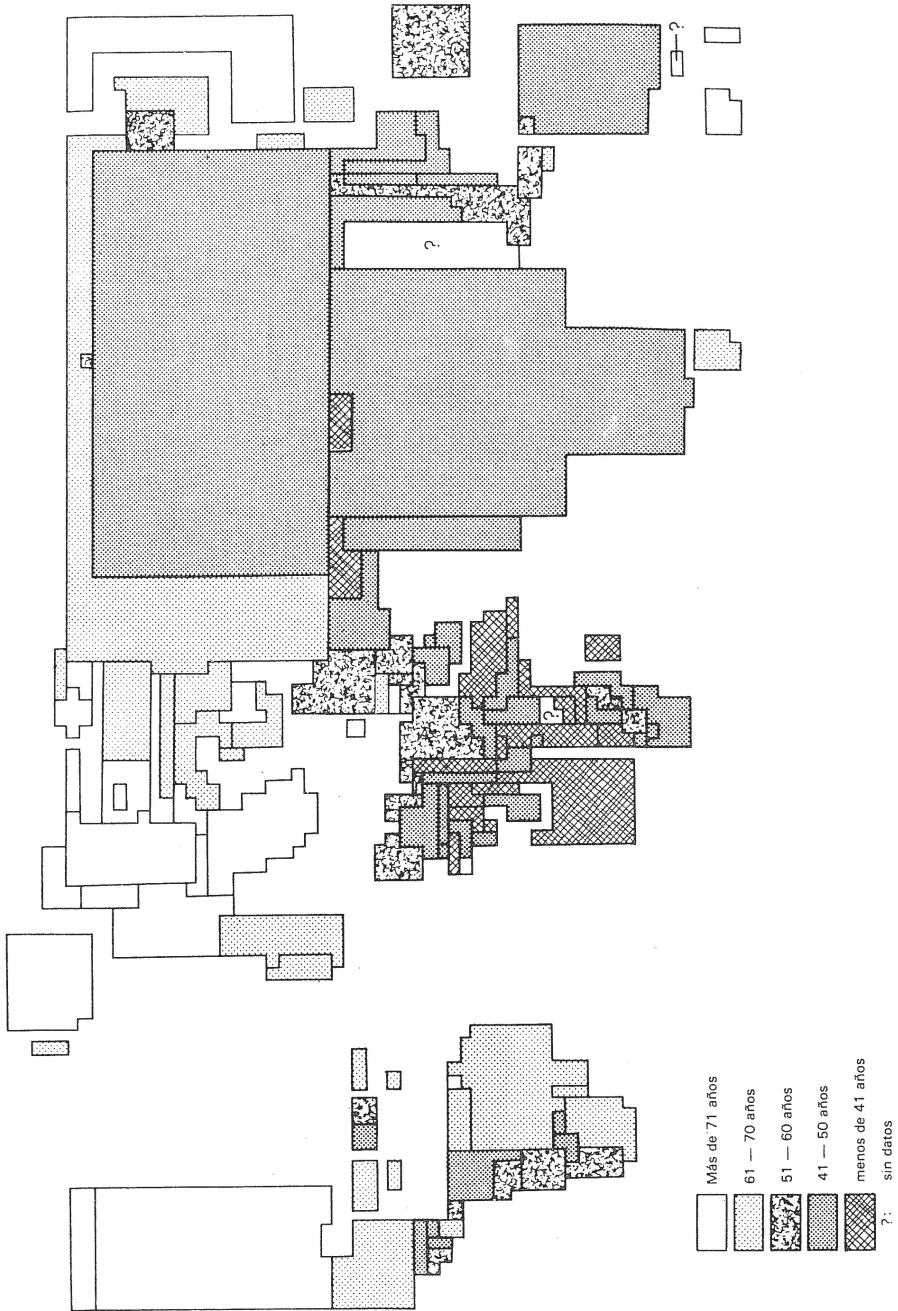 ?
?
?
Más de 71 años
61 — 70 años
51 — 60 años
41 — 50 años
menos de 41 años
?: sin datos